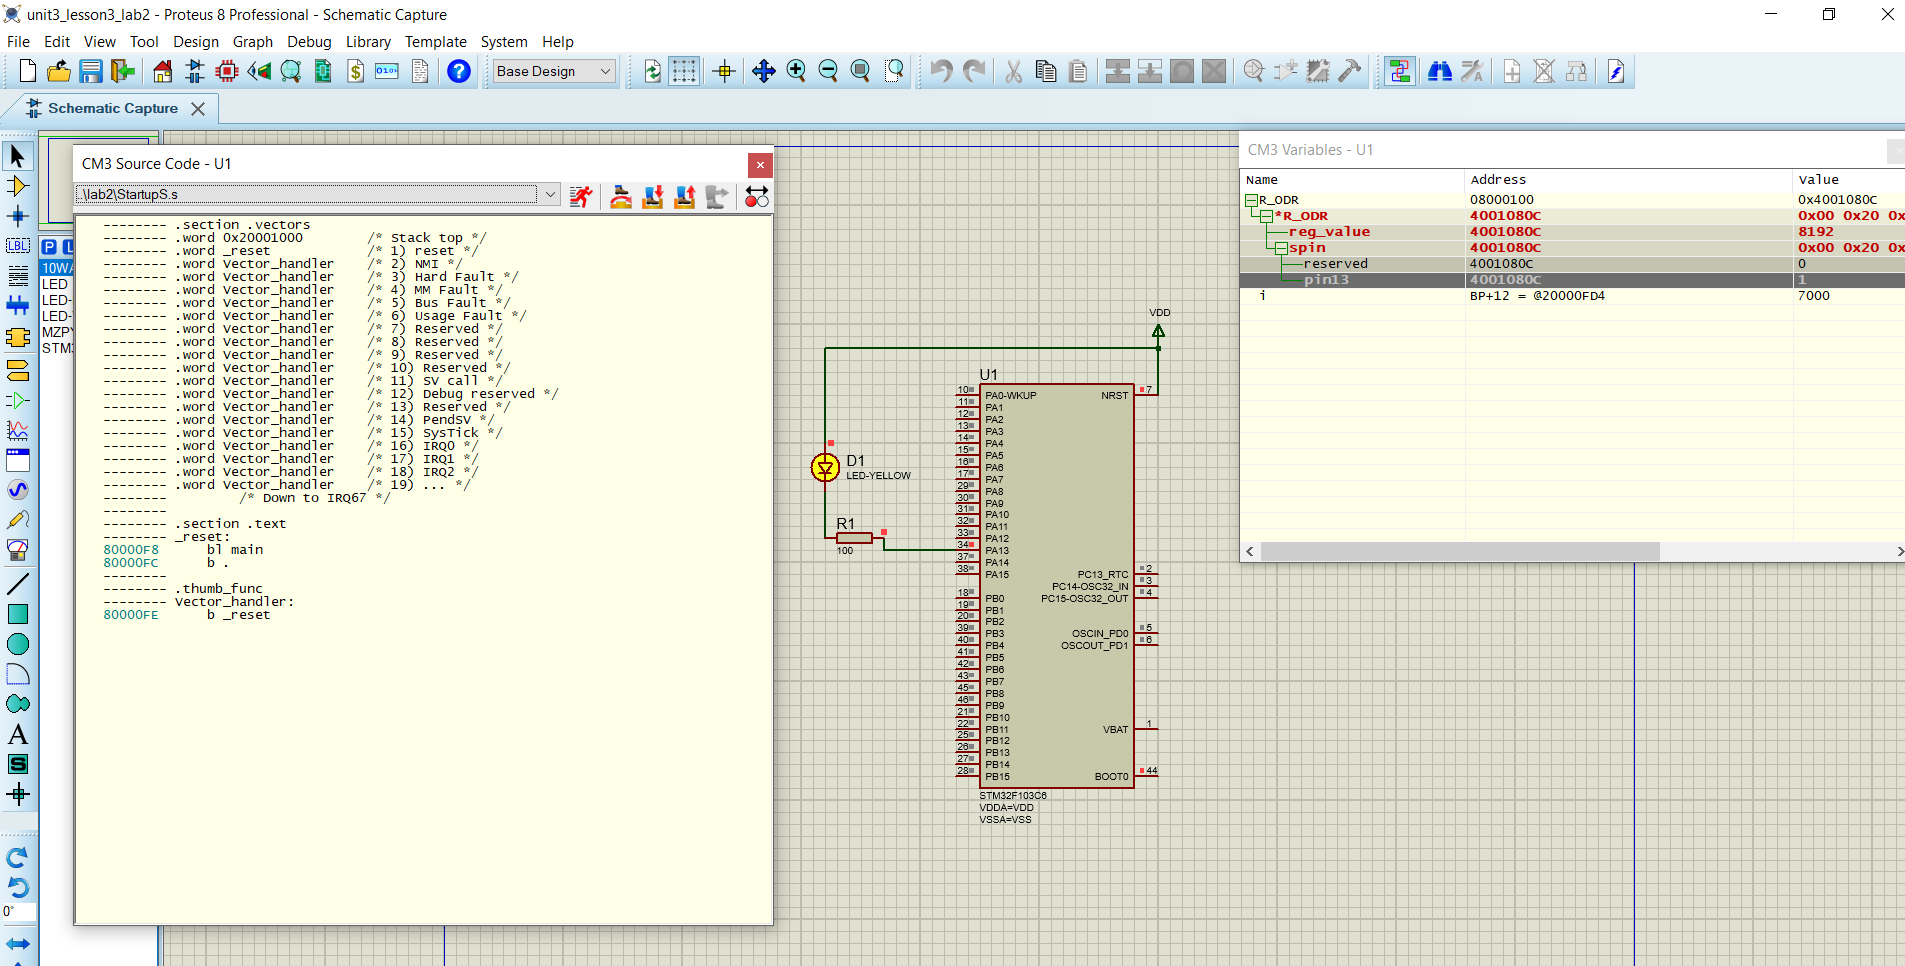 unit3_lesson3_lab2 - Proteus 8 Professional - Schematic Capture
File Edit View Tool Design Graph Debug Library Template System Help
Base Design
Schematic Capture
CM3 Source Code - U1
..\lab2\StartupS.s
-------- .section .vectors
-------- .word 0x20001000 /* Stack top */
-------- .word _reset /* 1) reset */
-------- .word Vector_handler /* 2) NMI */
-------- .word Vector_handler /* 3) Hard Fault */
-------- .word Vector_handler /* 4) MM Fault */
-------- .word Vector_handler /* 5) Bus Fault */
-------- .word Vector_handler /* 6) Usage Fault */
-------- .word Vector_handler /* 7) Reserved */
-------- .word Vector_handler /* 8) Reserved */
-------- .word Vector_handler /* 9) Reserved */
-------- .word Vector_handler /* 10) Reserved */
-------- .word Vector_handler /* 11) SV call */
-------- .word Vector_handler /* 12) Debug reserved */
-------- .word Vector_handler /* 13) Reserved */
-------- .word Vector_handler /* 14) PendSV */
-------- .word Vector_handler /* 15) SysTick */
-------- .word Vector_handler /* 16) IRQ0 */
-------- .word Vector_handler /* 17) IRQ1 */
-------- .word Vector_handler /* 18) IRQ2 */
-------- .word Vector_handler /* 19) ... */
-------- /* Down to IRQ67 */
--------
-------- .section .text
-------- _reset:
80000F8 bl main
80000FC b .
--------
-------- .thumb_func
-------- Vector_handler:
80000FE b _reset
LBL
P L
10WA
LED
LED-
LED-
MZPY
STM3
A
S
0°
VDD
U1
D1
LED-YELLOW
R1
100
10 PA0-WKUP
11 PA1
12 PA2
13 PA3
14 PA4
15 PA5
16 PA6
17 PA7
29 PA8
30 PA9
31 PA10
32 PA11
33 PA12
34 PA13
37 PA14
38 PA15
18 PB0
19 PB1
20 PB2
39 PB3
40 PB4
41 PB5
42 PB6
43 PB7
45 PB8
46 PB9
21 PB10
22 PB11
25 PB12
26 PB13
27 PB14
28 PB15
NRST 7
PC13_RTC 2
PC14-OSC32_IN 3
PC15-OSC32_OUT 4
OSCIN_PD0 5
OSCOUT_PD1 6
VBAT 1
BOOT0 44
STM32F103C6
VDDA=VDD
VSSA=VSS
CM3 Variables - U1
Name Address Value
R_ODR 08000100 0x4001080C
*R_ODR 4001080C 0x00 0x20 0x
reg_value 4001080C 8192
spin 4001080C 0x00 0x20 0x
reserved 4001080C 0
pin13 4001080C 1
i BP+12 = @20000FD4 7000